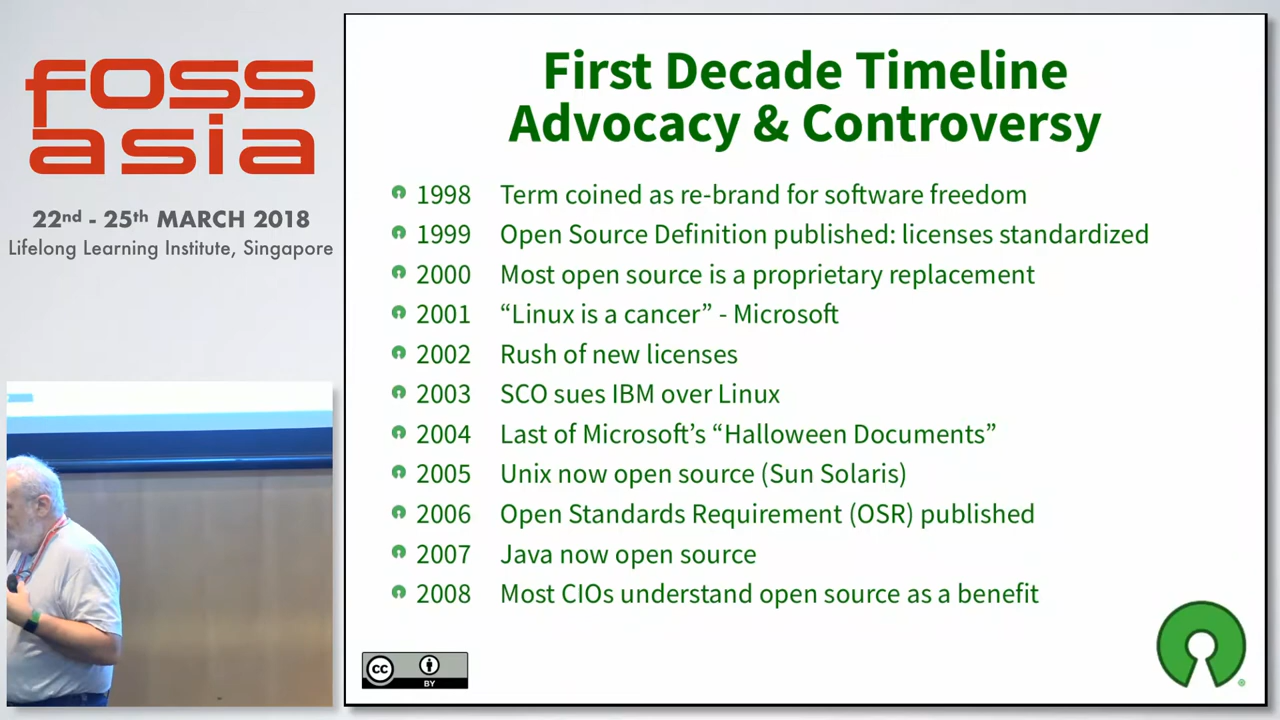 foss
asia
22nd - 25th MARCH 2018
Lifelong Learning Institute, Singapore
First Decade Timeline
Advocacy & Controversy
1998 Term coined as re-brand for software freedom
1999 Open Source Definition published: licenses standardized
2000 Most open source is a proprietary replacement
2001 “Linux is a cancer” - Microsoft
2002 Rush of new licenses
2003 SCO sues IBM over Linux
2004 Last of Microsoft’s “Halloween Documents”
2005 Unix now open source (Sun Solaris)
2006 Open Standards Requirement (OSR) published
2007 Java now open source
2008 Most CIOs understand open source as a benefit
cc
BY
®